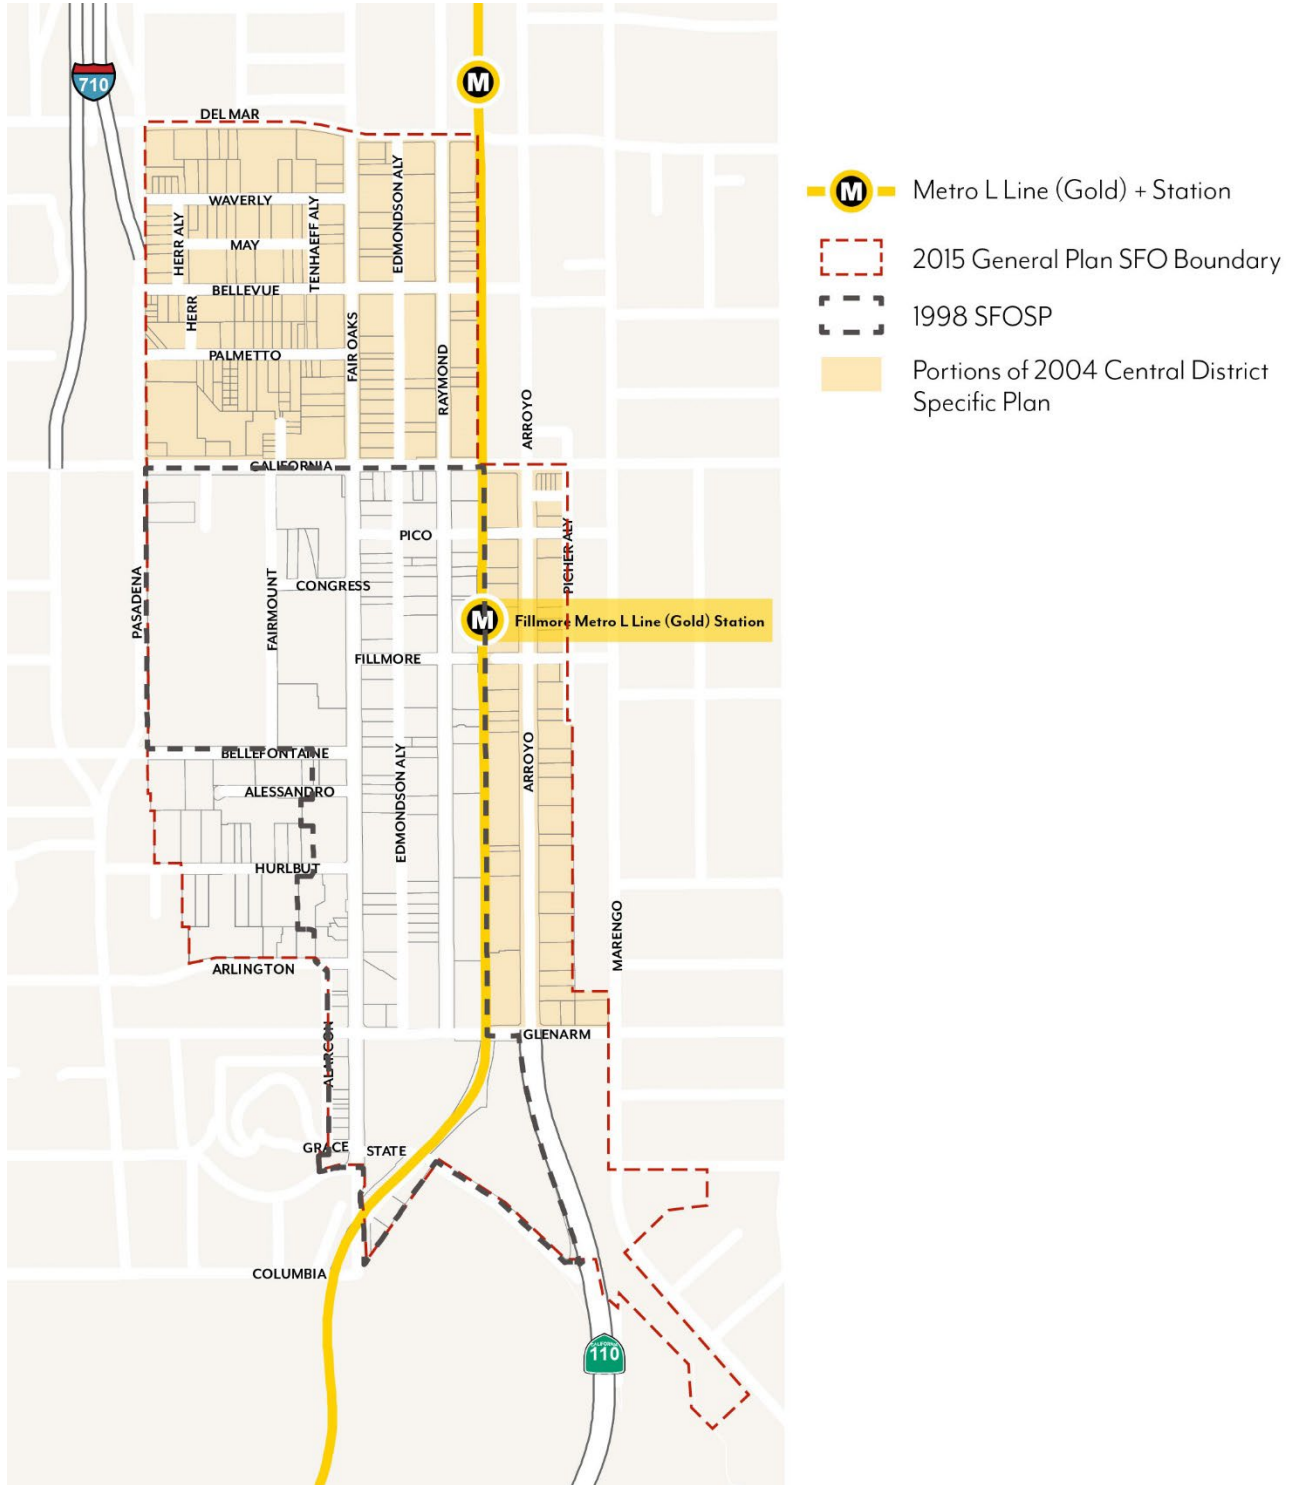 710
M
DEL MAR
WAVERLY
HERR ALY
TENHAEFF ALY
EDMONDSON ALY
MAY
BELLEVUE
HERR
FAIR OAKS
PALMETTO
RAYMOND
ARROYO
CALIFORNIA
PICO
PICHER ALY
CONGRESS
PASADENA
FAIRMOUNT
M
Fillmore Metro L Line (Gold) Station
FILLMORE
BELLEFONTAINE
ARROYO
ALESSANDRO
EDMONDSON ALY
HURLBUT
MARENGO
ARLINGTON
GLENARM
ALARCON
GRACE
STATE
COLUMBIA
CALIFORNIA
110
M
Metro L Line (Gold) + Station
2015 General Plan SFO Boundary
1998 SFOSP
Portions of 2004 Central District
Specific Plan